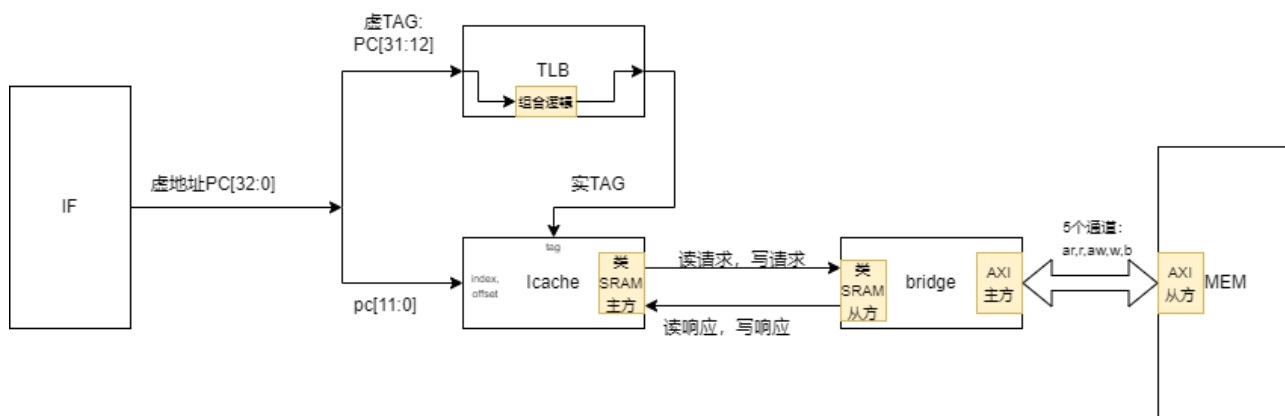 虚TAG:
PC[31:12]
TLB
组合逻辑
虚地址PC[32:0]
IF
实TAG
tag
index,
offset
Icache
类
SRAM
主方
pc[11:0]
读请求，写请求
读响应，写响应
类
SRAM
从方
bridge
AXI
主方
5个通道：
ar,r,aw,w,b
AXI
从方
MEM